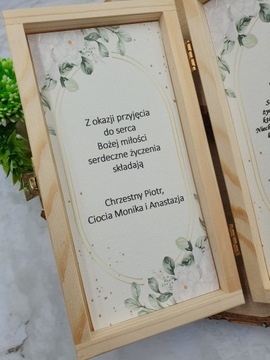 Z okazji przyjęcia
do serca
Bożej miłości
serdeczne życzenia
składają
Chrzestny Piotr,
Ciocia Monika i Anastazja